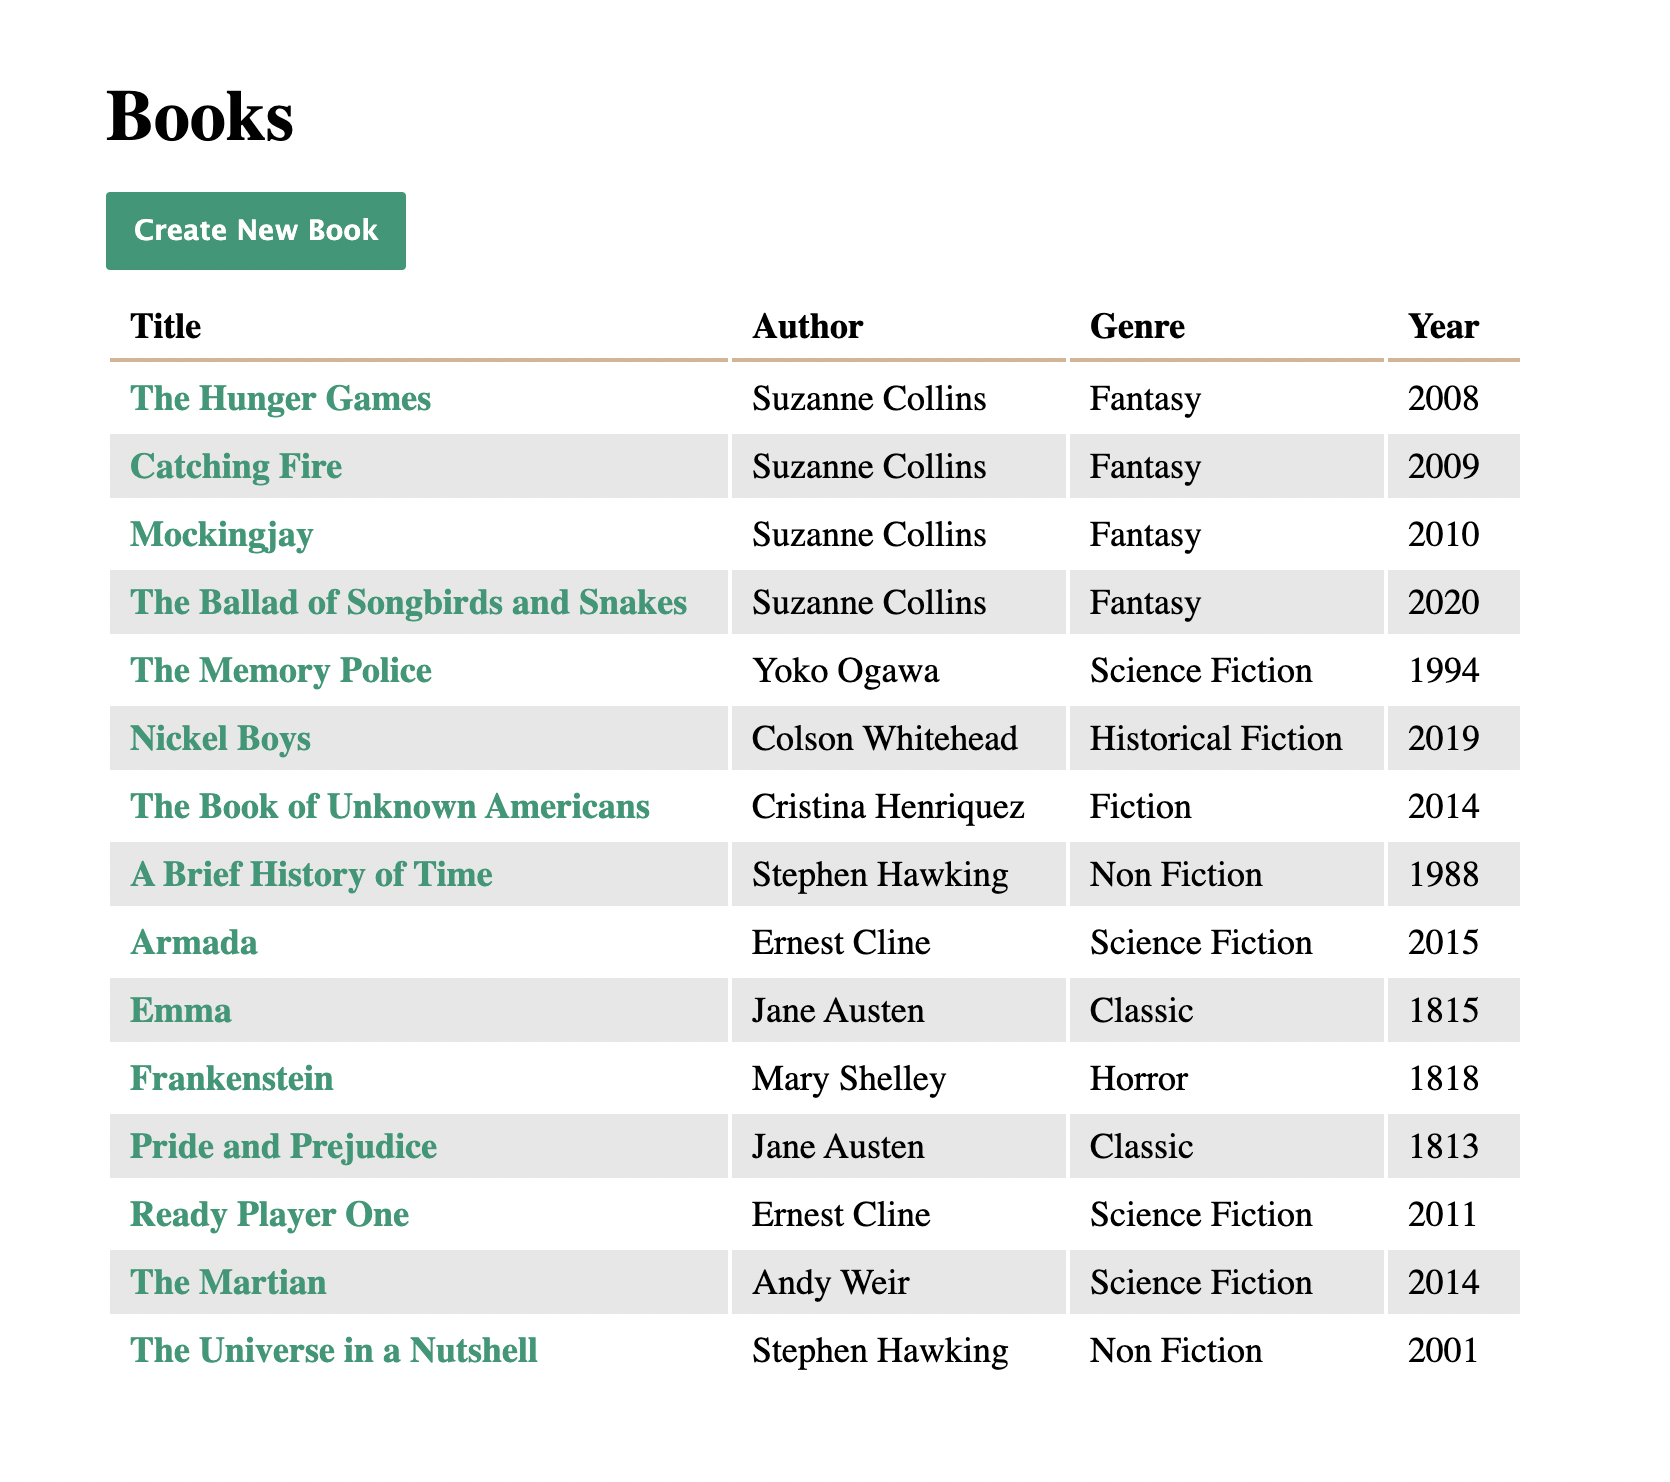 Books
Create New Book
Title Author Genre Year
The Hunger Games Suzanne Collins Fantasy 2008
Catching Fire Suzanne Collins Fantasy 2009
Mockingjay Suzanne Collins Fantasy 2010
The Ballad of Songbirds and Snakes Suzanne Collins Fantasy 2020
The Memory Police Yoko Ogawa Science Fiction 1994
Nickel Boys Colson Whitehead Historical Fiction 2019
The Book of Unknown Americans Cristina Henriquez Fiction 2014
A Brief History of Time Stephen Hawking Non Fiction 1988
Armada Ernest Cline Science Fiction 2015
Emma Jane Austen Classic 1815
Frankenstein Mary Shelley Horror 1818
Pride and Prejudice Jane Austen Classic 1813
Ready Player One Ernest Cline Science Fiction 2011
The Martian Andy Weir Science Fiction 2014
The Universe in a Nutshell Stephen Hawking Non Fiction 2001